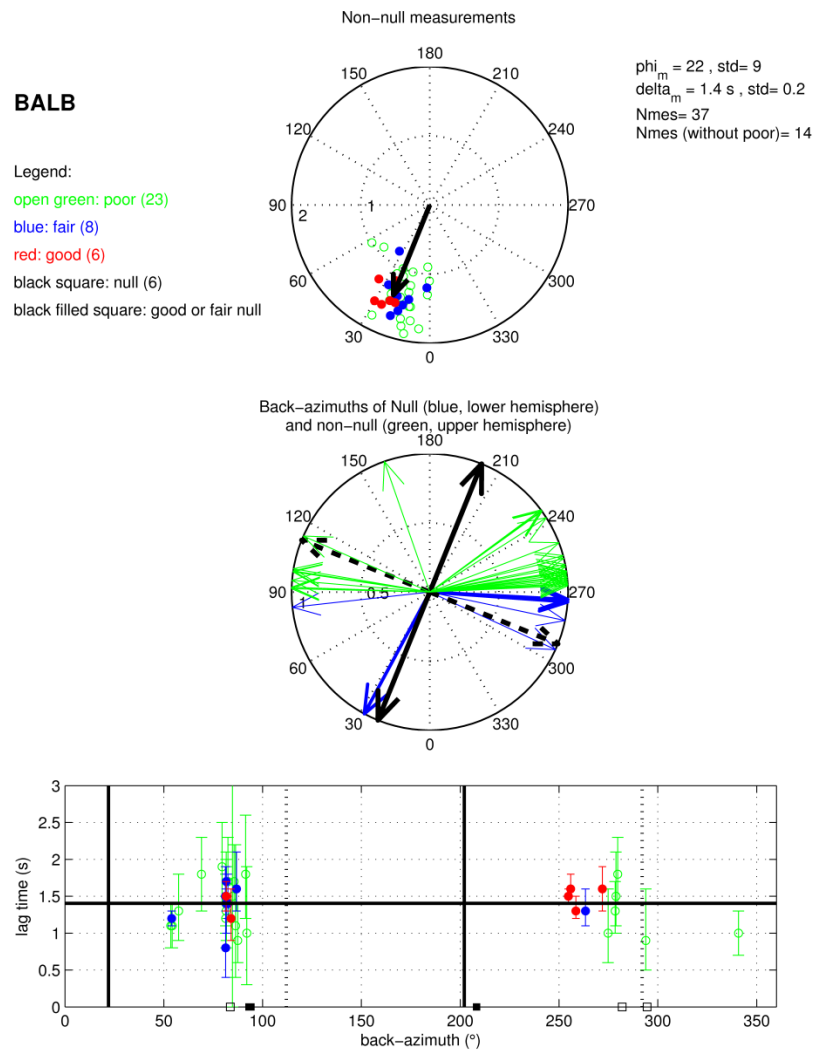 Non−null measurements
BALB
Legend:
open green: poor (23)
blue: fair (8)
red: good (6)
black square: null (6)
black filled square: good or fair null
phi_m = 22 , std= 9
delta_m = 1.4 s , std= 0.2
Nmes= 37
Nmes (without poor)= 14
180
150 210
120 240
90 2 1 270
60 300
30 330
0
Back−azimuths of Null (blue, lower hemisphere)
and non−null (green, upper hemisphere)
180
150 210
120 240
90 1 0.5 270
60 300
30 330
0
lag time (s)
3
2.5
2
1.5
1
0.5
0
0 50 100 150 200 250 300 350
back−azimuth (°)